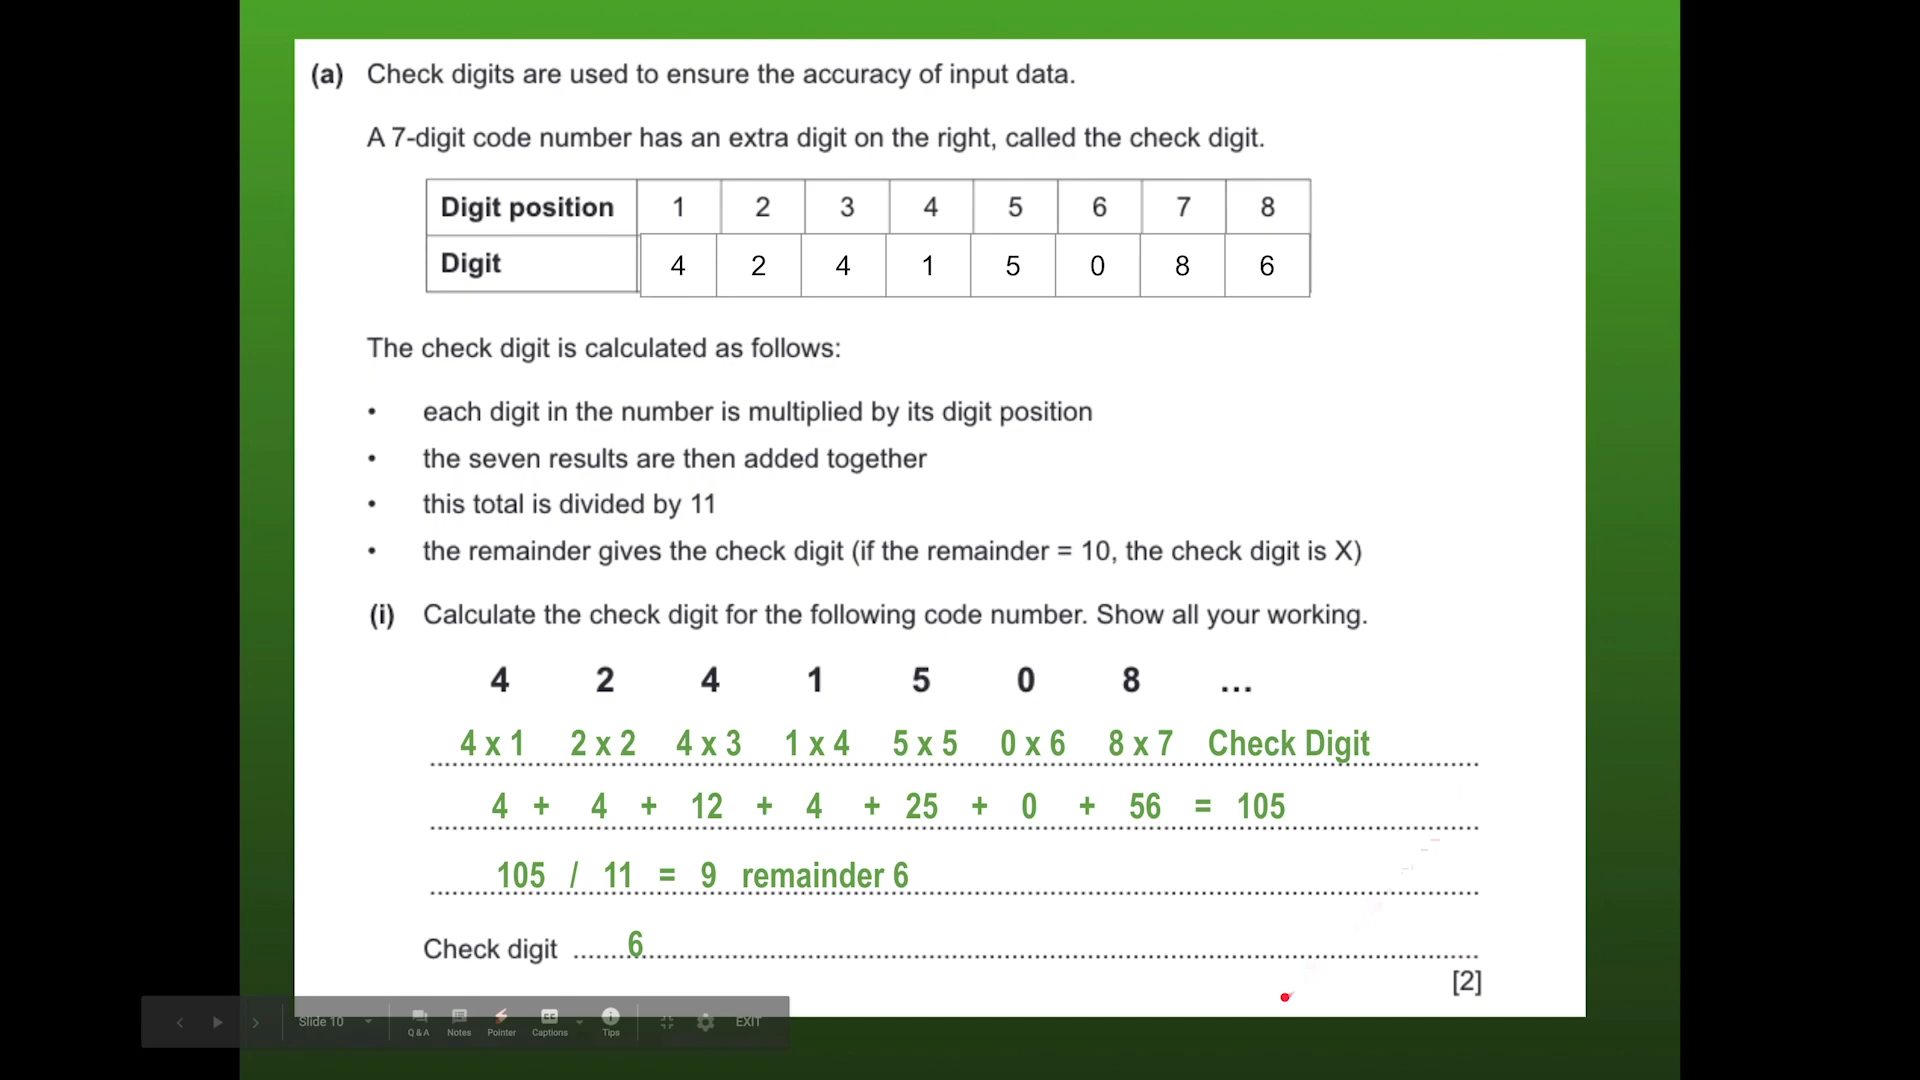 (a) Check digits are used to ensure the accuracy of input data.
A 7-digit code number has an extra digit on the right, called the check digit.
Digit position 1 2 3 4 5 6 7 8
Digit 4 2 4 1 5 0 8 6
The check digit is calculated as follows:
• each digit in the number is multiplied by its digit position
• the seven results are then added together
• this total is divided by 11
• the remainder gives the check digit (if the remainder = 10, the check digit is X)
(i) Calculate the check digit for the following code number. Show all your working.
4 2 4 1 5 0 8 ...
4 x 1 2 x 2 4 x 3 1 x 4 5 x 5 0 x 6 8 x 7 Check Digit
4 + 4 + 12 + 4 + 25 + 0 + 56 = 105
105 / 11 = 9 remainder 6
Check digit 6
[2]
Slide 10 Q & A Notes Pointer CC Captions Tips EXIT